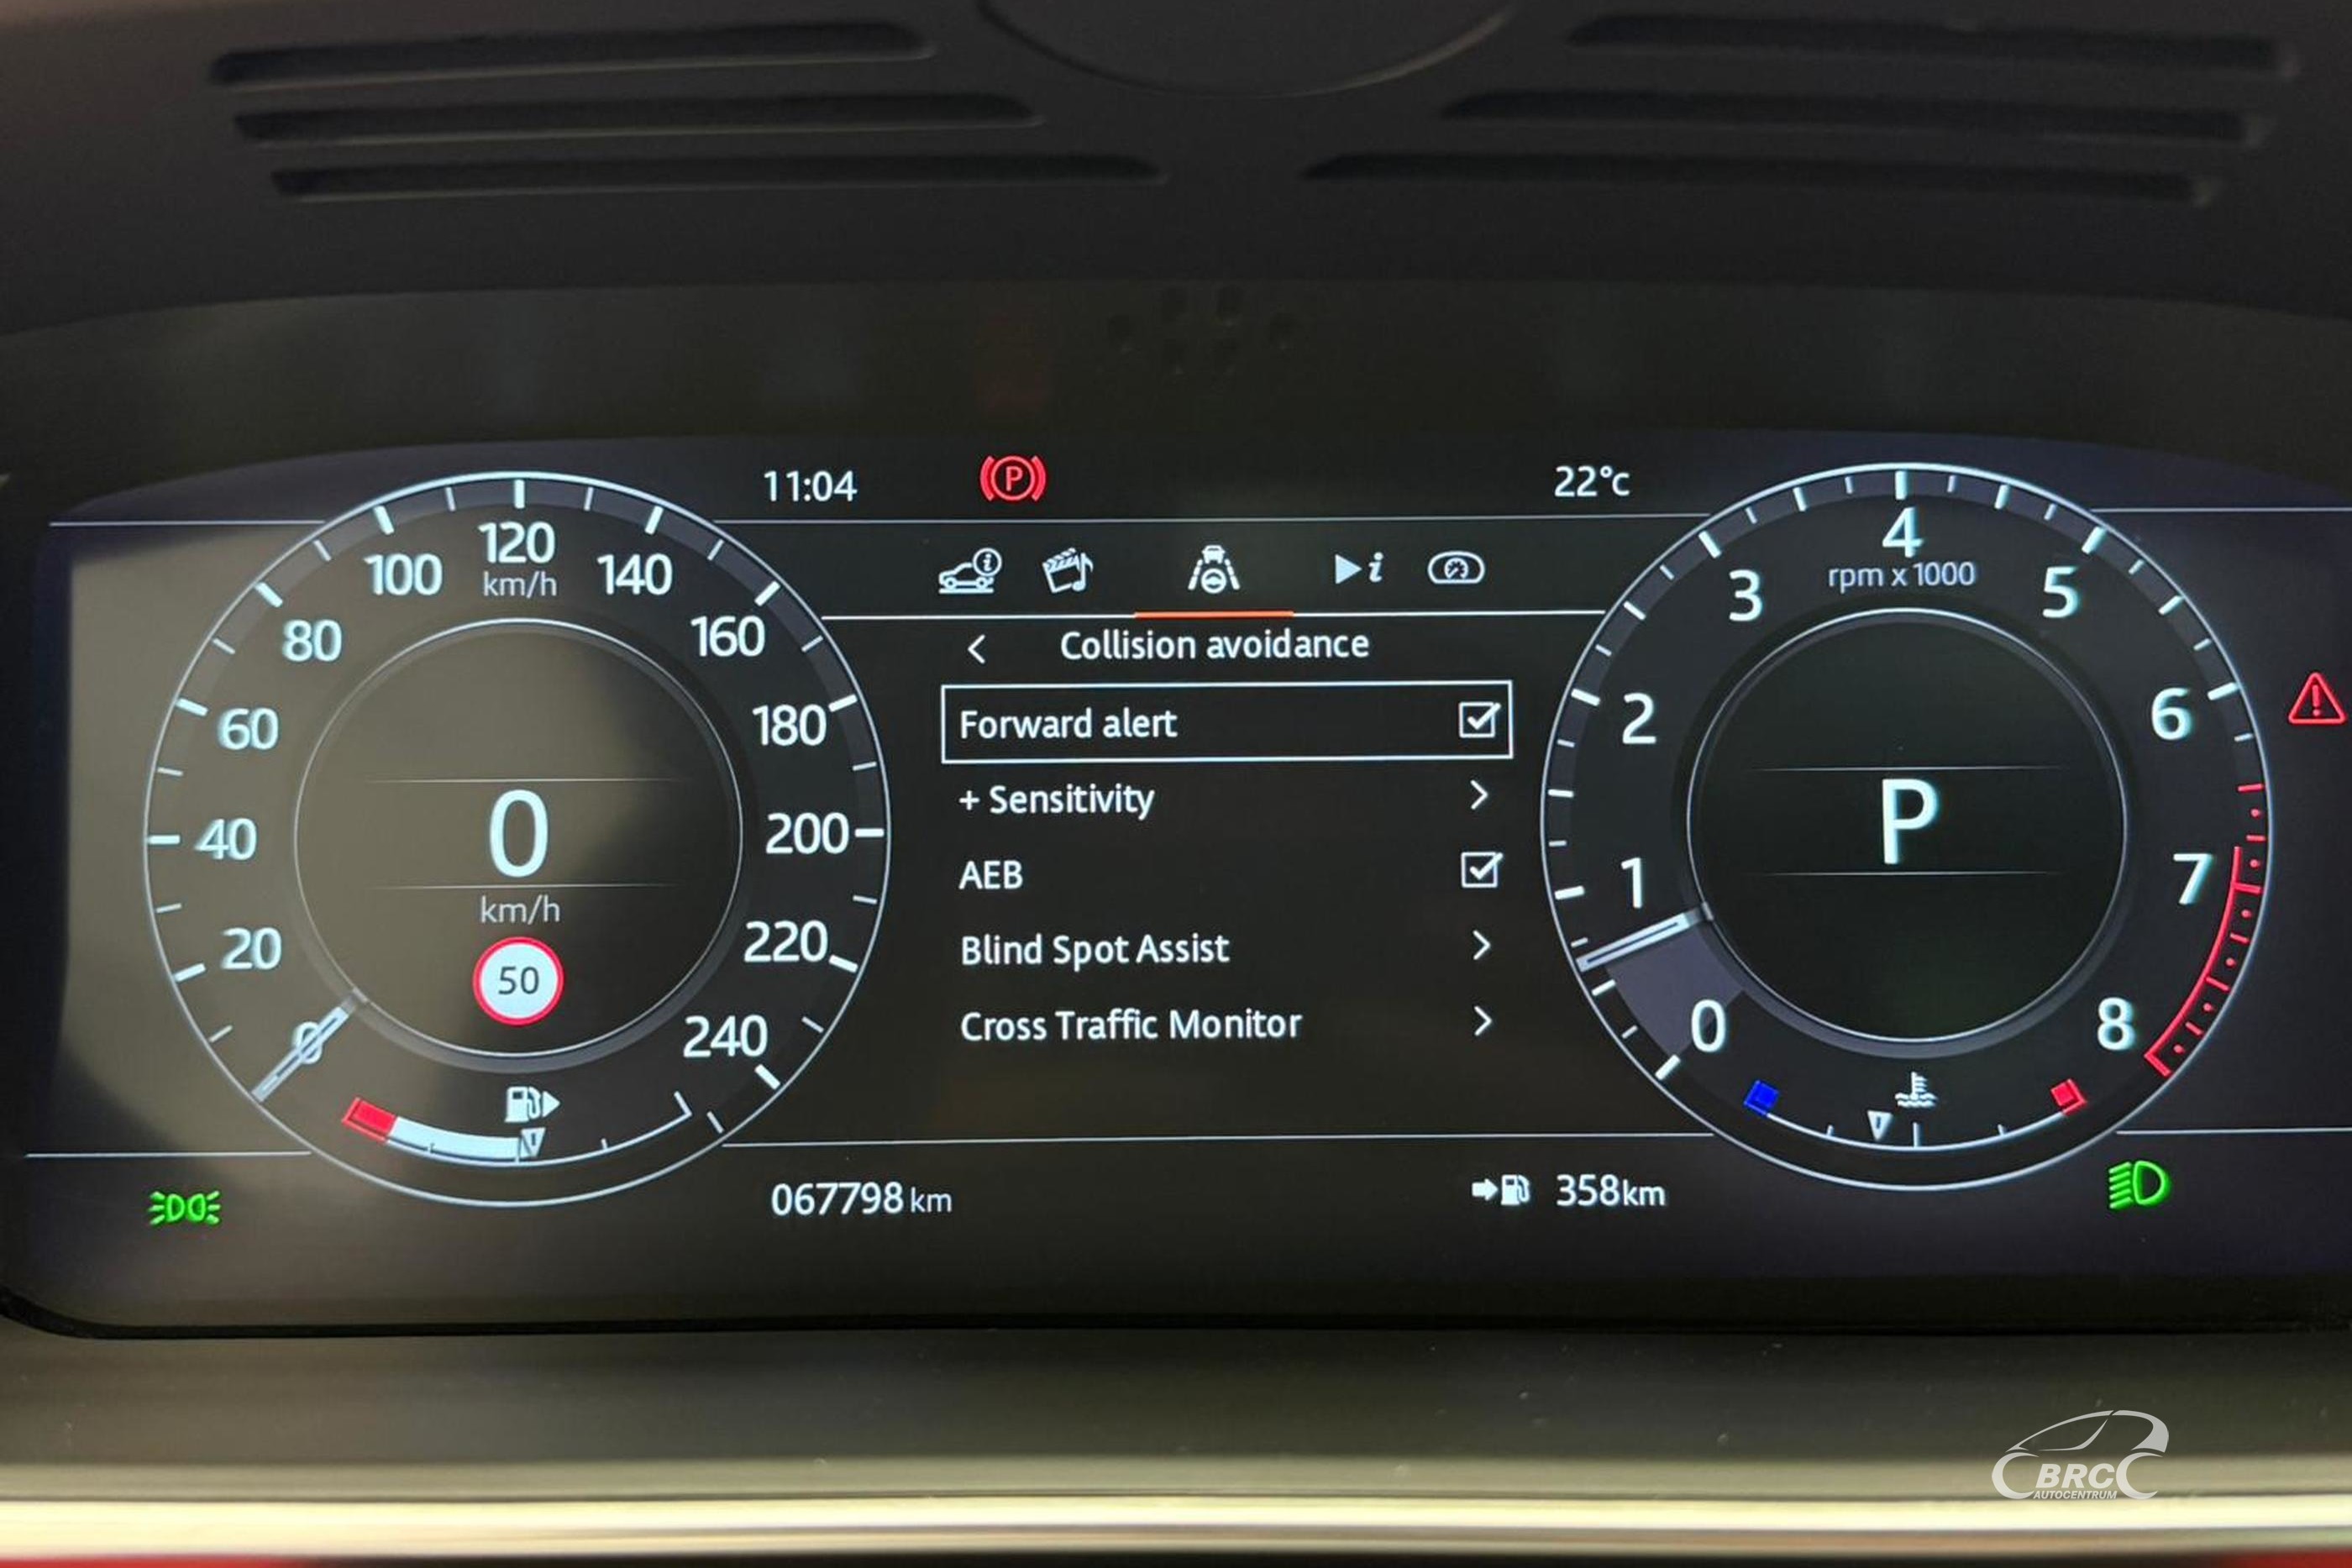 11:04
P
22°c
i
i
Collision avoidance
Forward alert
+ Sensitivity
AEB
Blind Spot Assist
Cross Traffic Monitor
0
20
40
60
80
100
120
km/h
140
160
180
200
220
240
0
km/h
50
0
1
2
3
4
rpm x 1000
5
6
7
8
P
067798 km
358km
BRC
AUTOCENTRUM